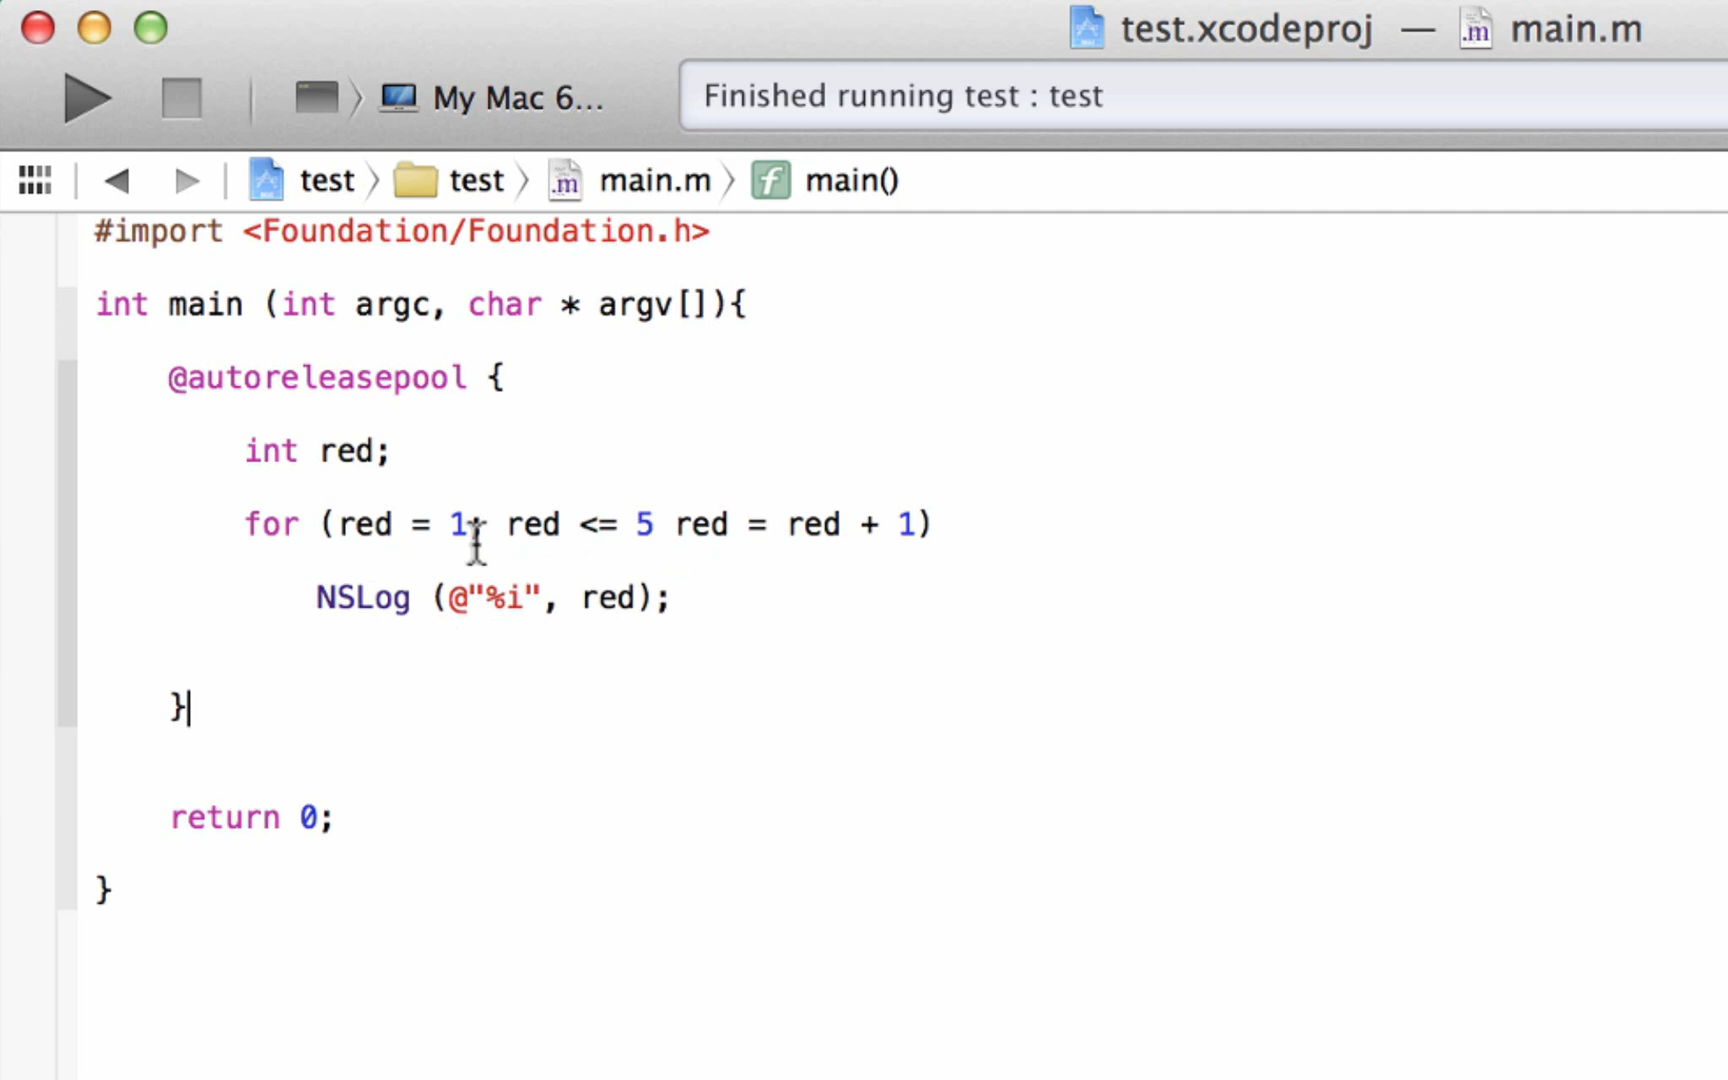 test.xcodeproj — main.m
My Mac 6...
Finished running test : test
test test main.m main()
#import <Foundation/Foundation.h>
int main (int argc, char * argv[]){
@autoreleasepool {
int red;
for (red = 1; red <= 5 red = red + 1)
NSLog (@"%i", red);
}
return 0;
}